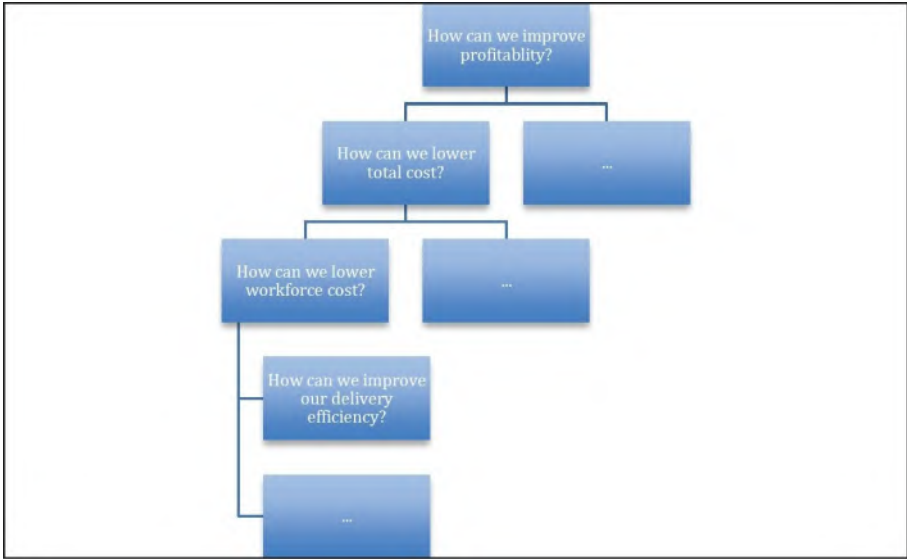 How can we improve
profitablity?
How can we lower
total cost?
...
How can we lower
workforce cost?
...
How can we improve
our delivery
efficiency?
...